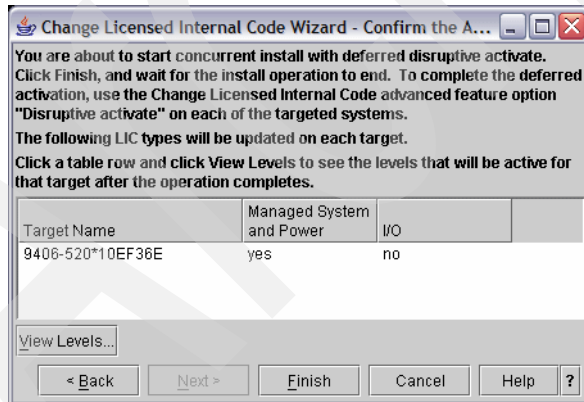 Change Licensed Internal Code Wizard - Confirm the A...
You are about to start concurrent install with deferred disruptive activate.
Click Finish, and wait for the install operation to end. To complete the deferred
activation, use the Change Licensed Internal Code advanced feature option
"Disruptive activate" on each of the targeted systems.
The following LIC types will be updated on each target.
Click a table row and click View Levels to see the levels that will be active for
that target after the operation completes.
Target Name Managed System and Power I/O
9406-520*10EF36E yes no
View Levels...
< Back Next > Finish Cancel Help ?